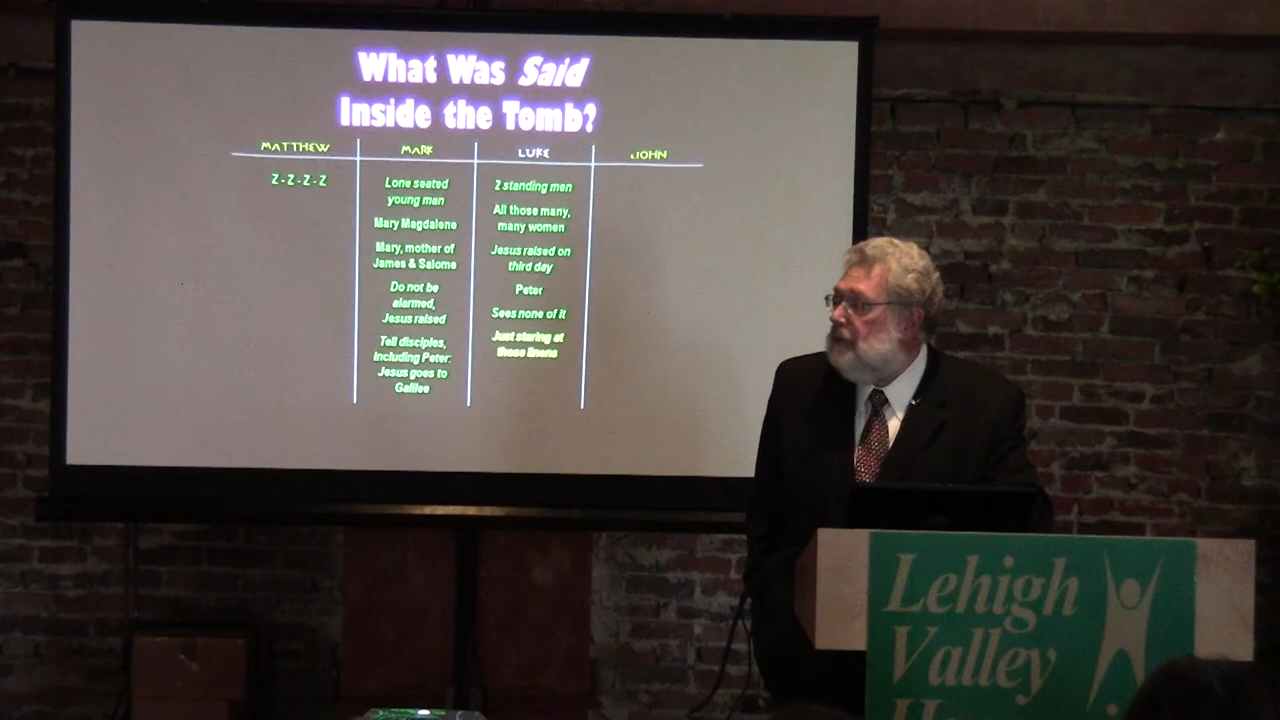 What Was Said
Inside the Tomb?
MATTHEW MARK LUKE JOHN
Z-Z-Z-Z
Lone seated
young man
Mary Magdalene
Mary, mother of
James & Salome
Do not be
alarmed,
Jesus raised
Tell disciples,
including Peter:
Jesus goes to
Galilee
2 standing men
All those many,
many women
Jesus raised on
third day
Peter
Sees none of it
Just staring at
those linens
Lehigh
Valley